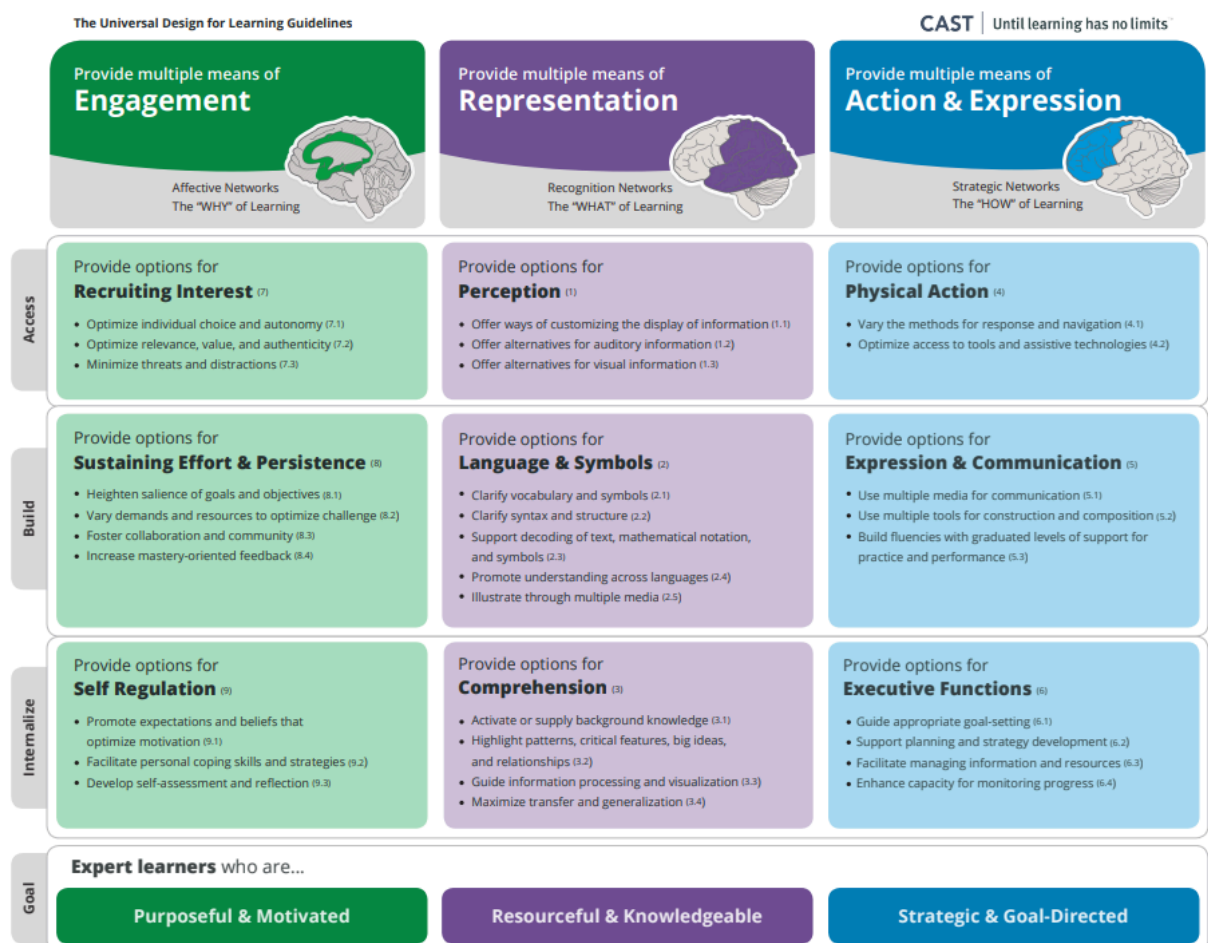 The Universal Design for Learning Guidelines
CAST | Until learning has no limits™
Provide multiple means of
Engagement
Affective Networks
The “WHY” of Learning
Provide multiple means of
Representation
Recognition Networks
The “WHAT” of Learning
Provide multiple means of
Action & Expression
Strategic Networks
The “HOW” of Learning
Access
Provide options for
Recruiting Interest (7)
• Optimize individual choice and autonomy (7.1)
• Optimize relevance, value, and authenticity (7.2)
• Minimize threats and distractions (7.3)
Provide options for
Perception (1)
• Offer ways of customizing the display of information (1.1)
• Offer alternatives for auditory information (1.2)
• Offer alternatives for visual information (1.3)
Provide options for
Physical Action (4)
• Vary the methods for response and navigation (4.1)
• Optimize access to tools and assistive technologies (4.2)
Build
Provide options for
Sustaining Effort & Persistence (8)
• Heighten salience of goals and objectives (8.1)
• Vary demands and resources to optimize challenge (8.2)
• Foster collaboration and community (8.3)
• Increase mastery-oriented feedback (8.4)
Provide options for
Language & Symbols (2)
• Clarify vocabulary and symbols (2.1)
• Clarify syntax and structure (2.2)
• Support decoding of text, mathematical notation,
and symbols (2.3)
• Promote understanding across languages (2.4)
• Illustrate through multiple media (2.5)
Provide options for
Expression & Communication (5)
• Use multiple media for communication (5.1)
• Use multiple tools for construction and composition (5.2)
• Build fluencies with graduated levels of support for
practice and performance (5.3)
Internalize
Provide options for
Self Regulation (9)
• Promote expectations and beliefs that
optimize motivation (9.1)
• Facilitate personal coping skills and strategies (9.2)
• Develop self-assessment and reflection (9.3)
Provide options for
Comprehension (3)
• Activate or supply background knowledge (3.1)
• Highlight patterns, critical features, big ideas,
and relationships (3.2)
• Guide information processing and visualization (3.3)
• Maximize transfer and generalization (3.4)
Provide options for
Executive Functions (6)
• Guide appropriate goal-setting (6.1)
• Support planning and strategy development (6.2)
• Facilitate managing information and resources (6.3)
• Enhance capacity for monitoring progress (6.4)
Goal
Expert learners who are...
Purposeful & Motivated
Resourceful & Knowledgeable
Strategic & Goal-Directed